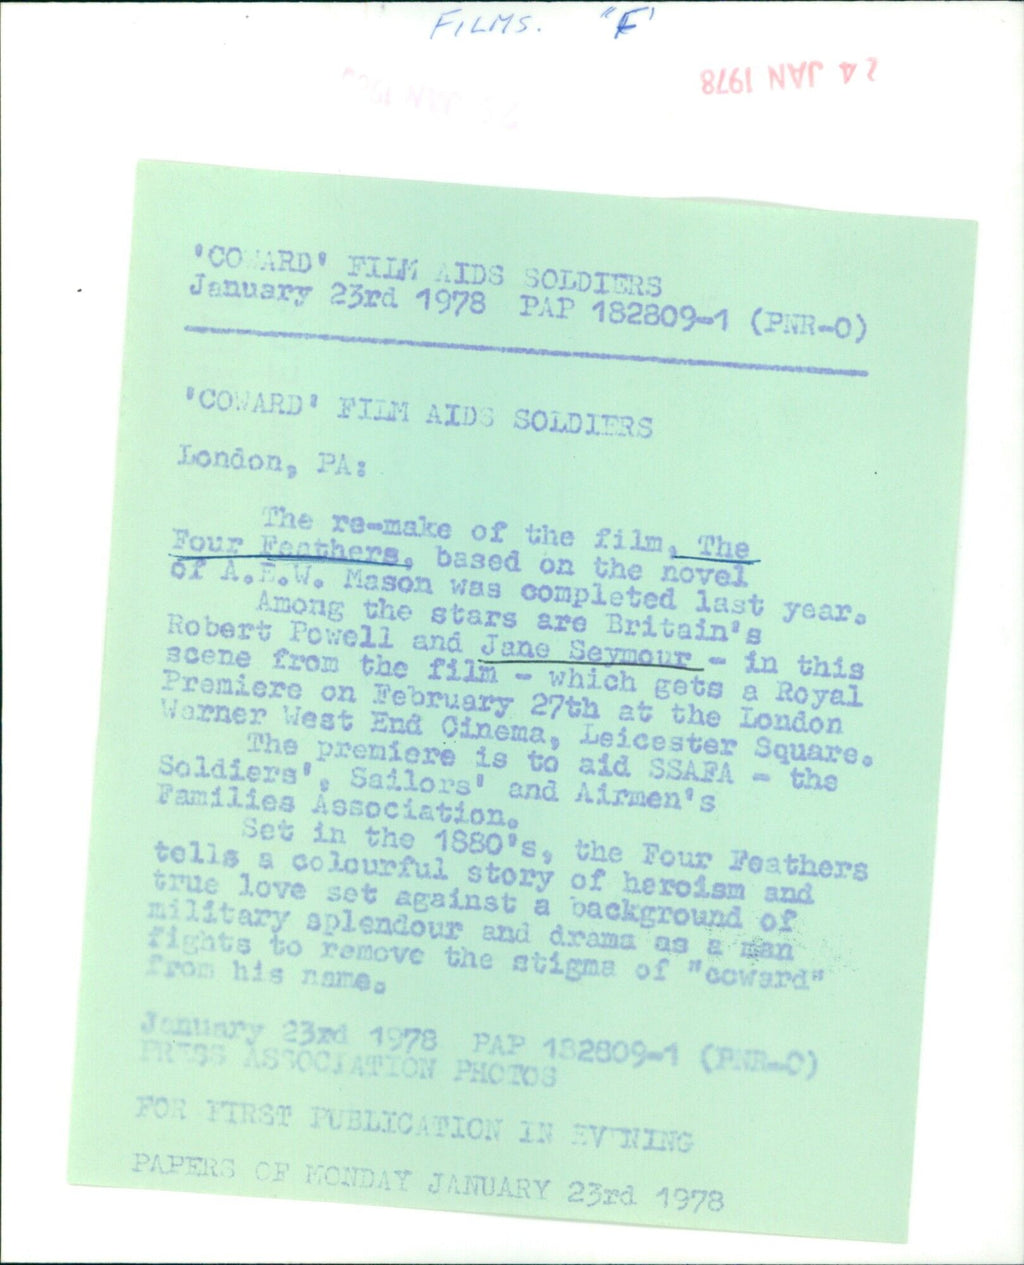 FILMS. "F"
24 JAN 1978
'COWARD' FILM AIDS SOLDIERS
January 23rd 1978 PAP 182809-1 (PNR-O)
'COWARD' FILM AIDS SOLDIERS
London, PA:
The re-make of the film, The
Four Feathers, based on the novel
of A.E.W. Mason was completed last year.
Among the stars are Britain's
Robert Powell and Jane Seymour - in this
scene from the film - which gets a Royal
Premiere on February 27th at the London
Warner West End Cinema, Leicester Square.
The premiere is to aid SSAFA - the
Soldiers', Sailors' and Airmen's
Families Association.
Set in the 1880's, the Four Feathers
tells a colourful story of heroism and
true love set against a background of
military splendour and drama as a man
fights to remove the stigma of "coward"
from his name.
January 23rd 1978 PAP 182809-1 (PNR-O)
PRESS ASSOCIATION PHOTOS
FOR FIRST PUBLICATION IN EVENING
PAPERS OF MONDAY JANUARY 23rd 1978